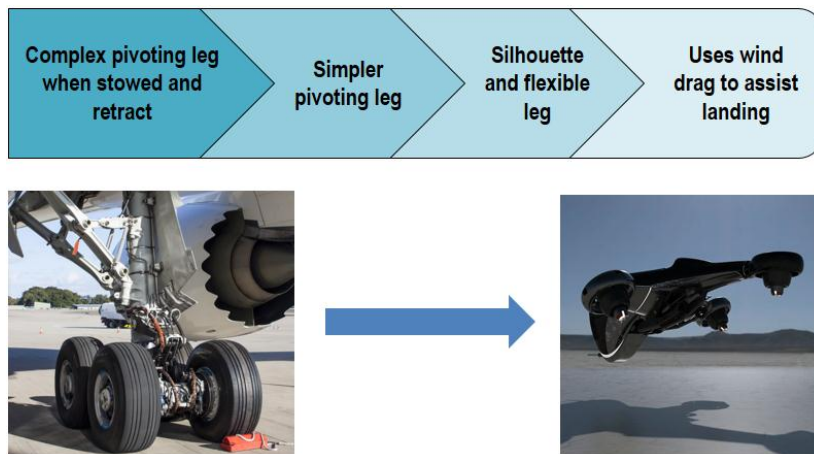 Complex pivoting leg
when stowed and
retract
Simpler
pivoting leg
Silhouette
and flexible
leg
Uses wind
drag to assist
landing